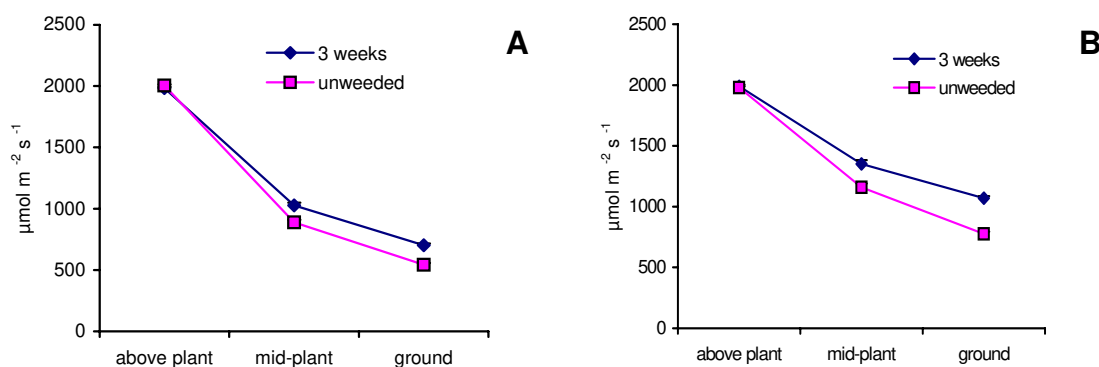 A
2500
2000
1500
1000
500
0
µmol m -2 s -1
3 weeks
unweeded
above plant mid-plant ground
B
2500
2000
1500
1000
500
0
µmol m -2 s -1
3 weeks
unweeded
above plant mid-plant ground